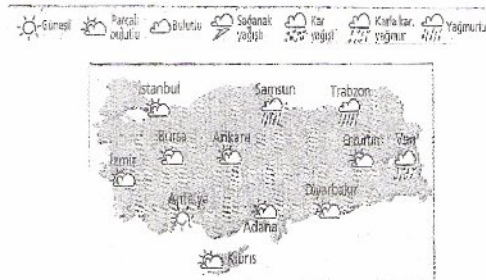 Güneşli Parçalı bulutlu Bulutlu Sağanak yağışlı Kar yağışlı Karla kar. yağmur Yağmurlu
İstanbul Samsun Trabzon
Bursa Ankara Erzurum Van
İzmir
Antalya Adana Diyarbakır
Kıbrıs